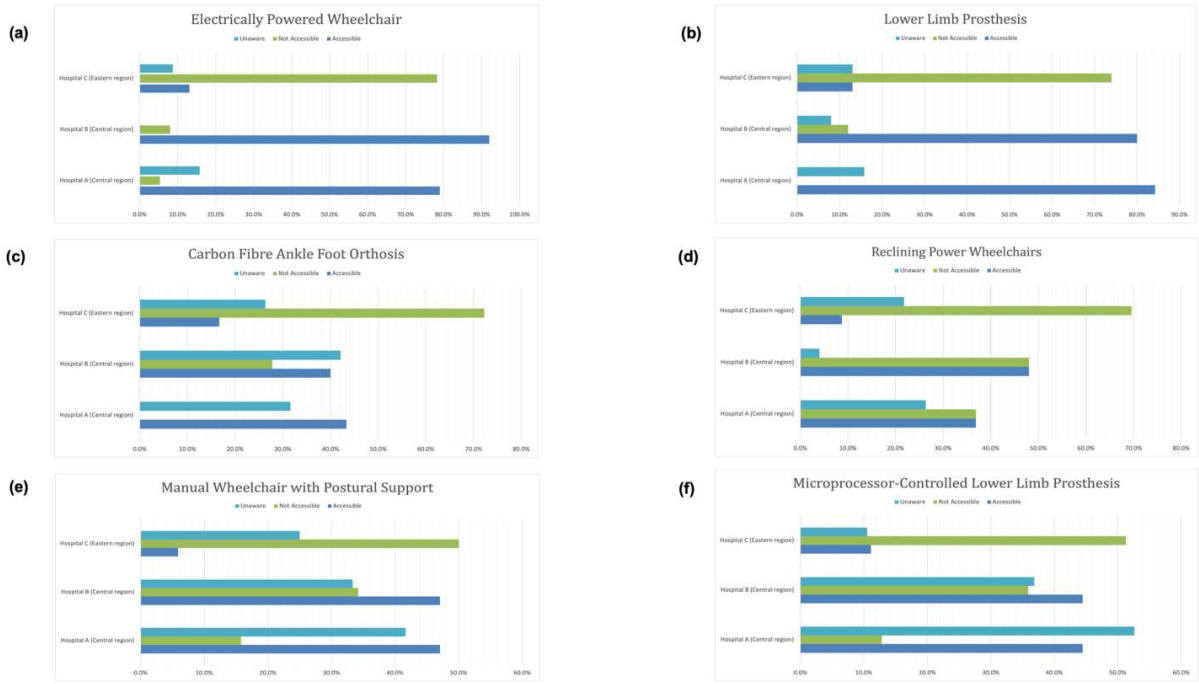 (a)
Electrically Powered Wheelchair
Unaware Not Accessible Accessible
Hospital C (Eastern region)
Hospital B (Central region)
Hospital A (Central region)
0.0% 10.0% 20.0% 30.0% 40.0% 50.0% 60.0% 70.0% 80.0% 90.0% 100.0%
(b)
Lower Limb Prosthesis
Unaware Not Accessible Accessible
Hospital C (Eastern region)
Hospital B (Central region)
Hospital A (Central region)
0.0% 10.0% 20.0% 30.0% 40.0% 50.0% 60.0% 70.0% 80.0% 90.0%
(c)
Carbon Fibre Ankle Foot Orthosis
Unaware Not Accessible Accessible
Hospital C (Eastern region)
Hospital B (Central region)
Hospital A (Central region)
0.0% 10.0% 20.0% 30.0% 40.0% 50.0% 60.0% 70.0% 80.0%
(d)
Reclining Power Wheelchairs
Unaware Not Accessible Accessible
Hospital C (Eastern region)
Hospital B (Central region)
Hospital A (Central region)
0.0% 10.0% 20.0% 30.0% 40.0% 50.0% 60.0% 70.0% 80.0%
(e)
Manual Wheelchair with Postural Support
Unaware Not Accessible Accessible
Hospital C (Eastern region)
Hospital B (Central region)
Hospital A (Central region)
0.0% 10.0% 20.0% 30.0% 40.0% 50.0% 60.0%
(f)
Microprocessor-Controlled Lower Limb Prosthesis
Unaware Not Accessible Accessible
Hospital C (Eastern region)
Hospital B (Central region)
Hospital A (Central region)
0.0% 10.0% 20.0% 30.0% 40.0% 50.0% 60.0%